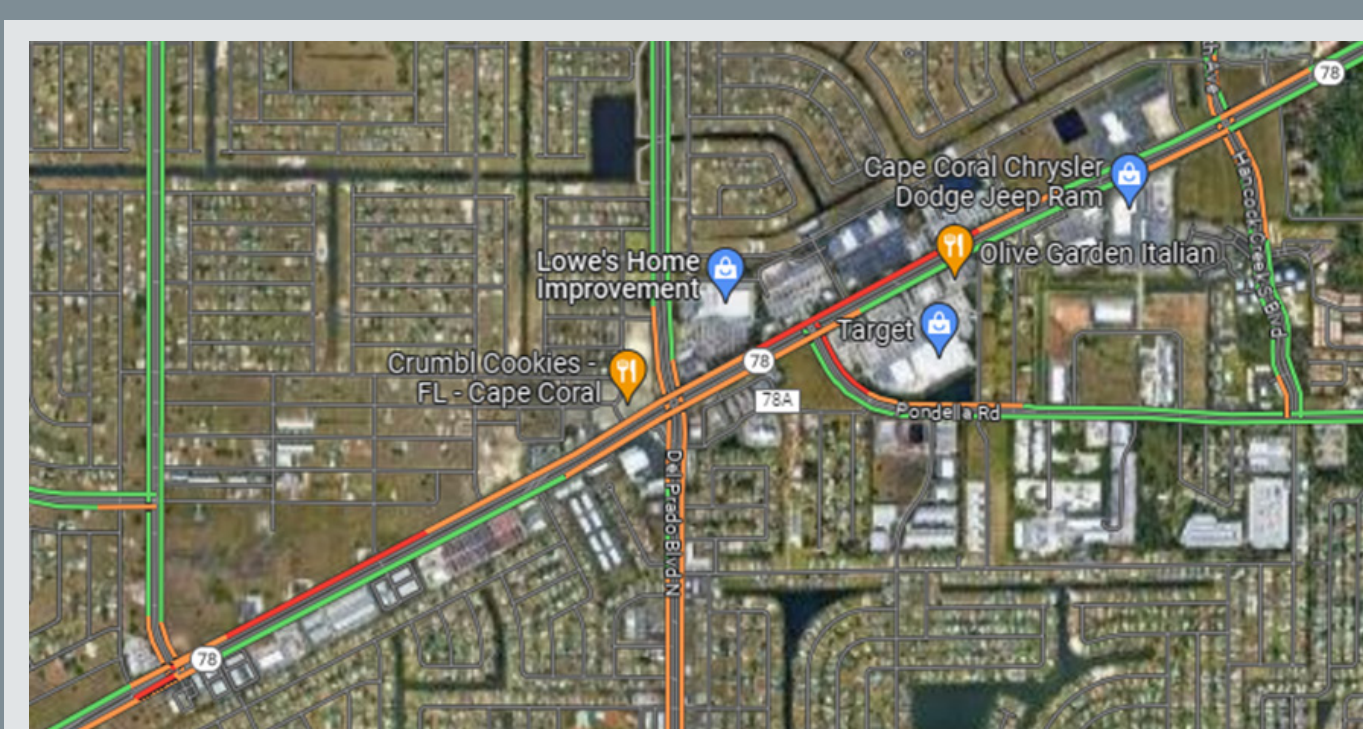 78
h Ave
Cape Coral Chrysler
Dodge Jeep Ram
Hancock Creek S Blvd
Olive Garden Italian
Lowe's Home
Improvement
Target
78
Crumbl Cookies -
FL - Cape Coral
78A
Pondella Rd
Del Prado Blvd N
78